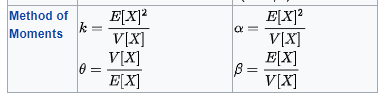 Method of Moments
k = E[X]² / V[X]
θ = V[X] / E[X]
α = E[X]² / V[X]
β = E[X] / V[X]